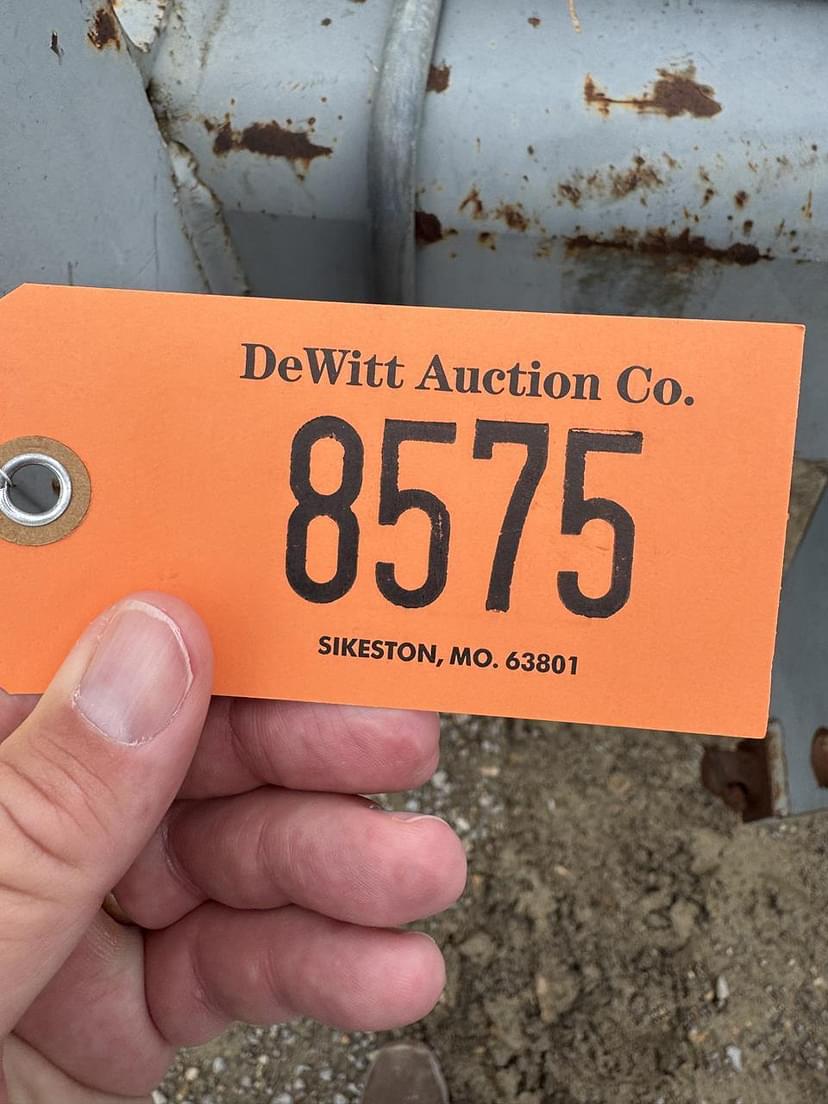 DeWitt Auction Co.
8575
SIKESTON, MO. 63801